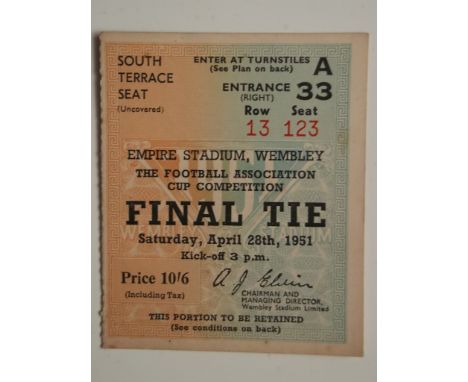 SOUTH TERRACE SEAT
(Uncovered)
ENTER AT TURNSTILES
(See Plan on back)
A
ENTRANCE
(RIGHT)
33
Row Seat
13 123
EMPIRE STADIUM, WEMBLEY
THE FOOTBALL ASSOCIATION
CUP COMPETITION
FINAL TIE
Saturday, April 28th, 1951
Kick-off 3 p.m.
Price 10/6
(Including Tax)
CHAIRMAN AND
MANAGING DIRECTOR,
Wembley Stadium Limited
THIS PORTION TO BE RETAINED
(See conditions on back)